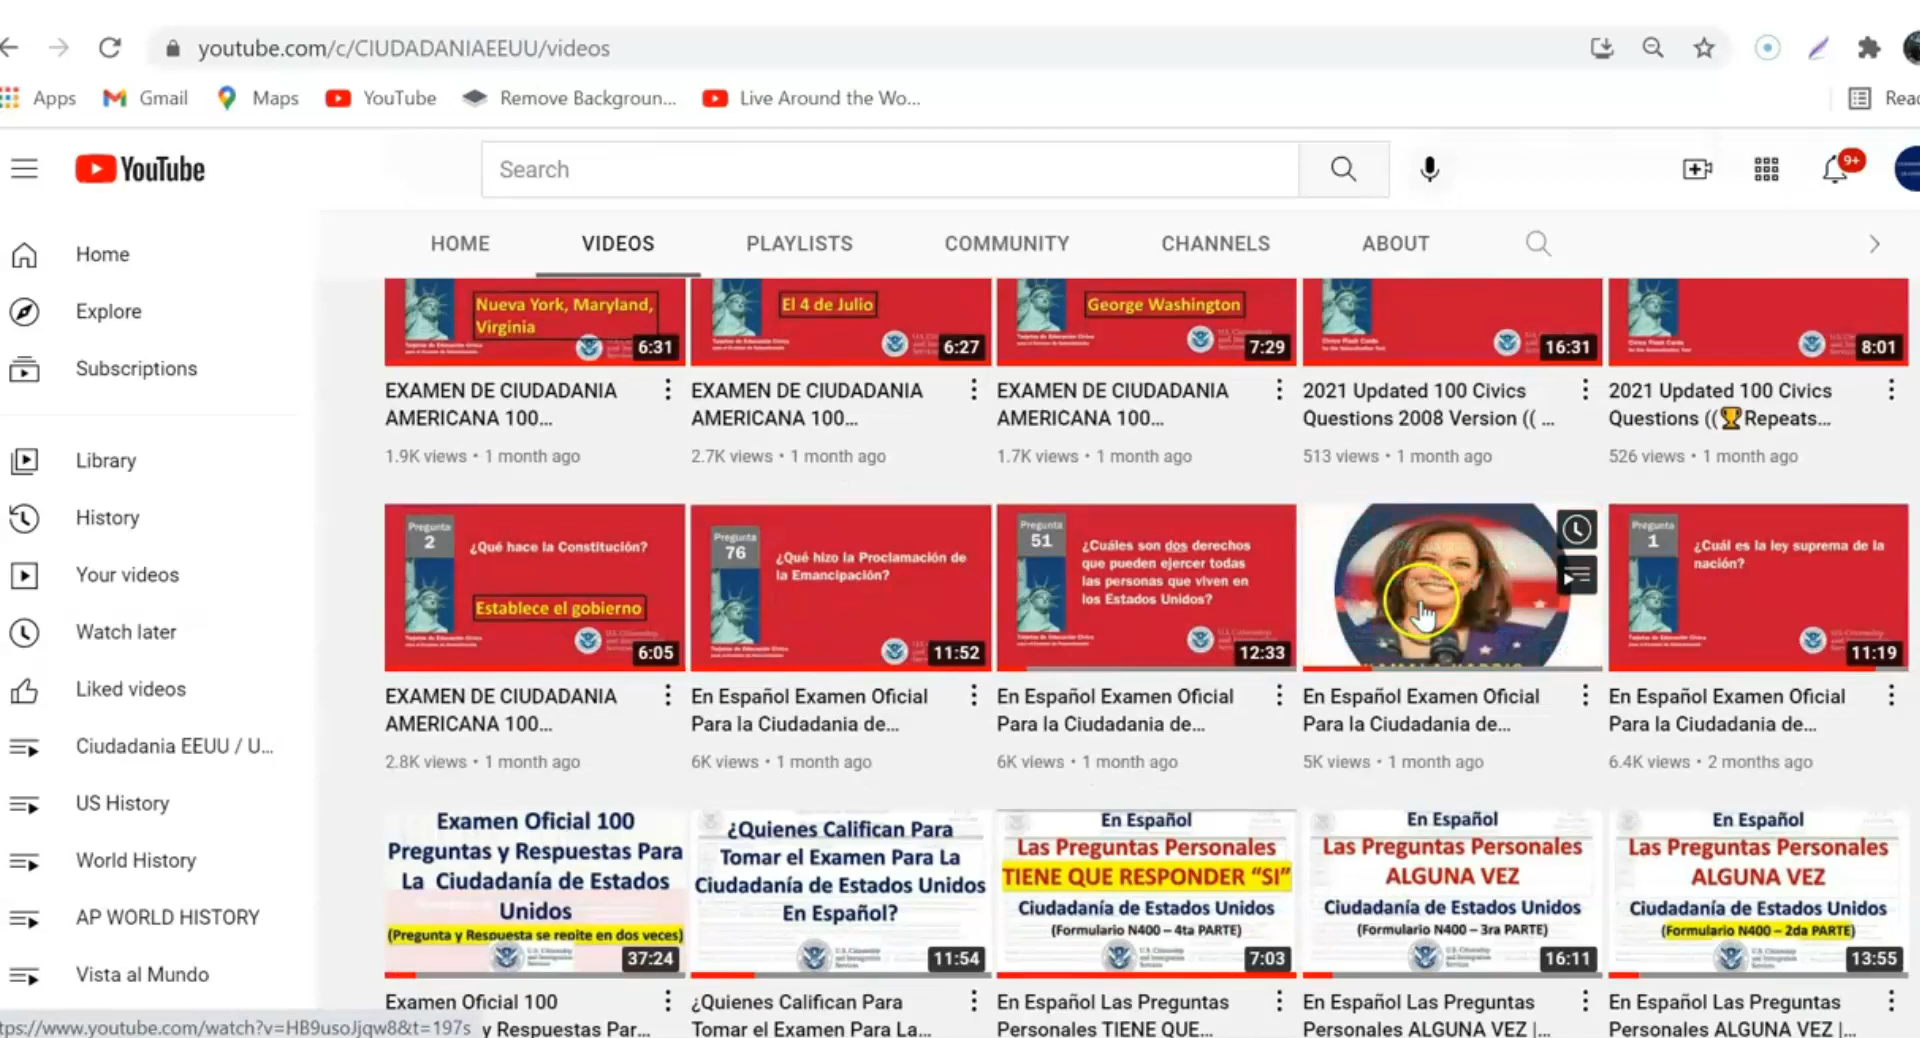 youtube.com/c/CIUDADANIAEEUU/videos
Apps
Gmail
Maps
YouTube
Remove Backgroun...
Live Around the Wo...
YouTube
Search
9+
Home
Explore
Subscriptions
Library
History
Your videos
Watch later
Liked videos
Ciudadania EEUU / U...
US History
World History
AP WORLD HISTORY
Vista al Mundo
HOME
VIDEOS
PLAYLISTS
COMMUNITY
CHANNELS
ABOUT
Nueva York, Maryland,
Virginia
6:31
El 4 de Julio
6:27
George Washington
7:29
16:31
8:01
EXAMEN DE CIUDADANIA
AMERICANA 100...
1.9K views • 1 month ago
EXAMEN DE CIUDADANIA
AMERICANA 100...
2.7K views • 1 month ago
EXAMEN DE CIUDADANIA
AMERICANA 100...
1.7K views • 1 month ago
2021 Updated 100 Civics
Questions 2008 Version (( ...
513 views • 1 month ago
2021 Updated 100 Civics
Questions ((🏆Repeats...
526 views • 1 month ago
Pregunta
2
¿Qué hace la Constitución?
Establece el gobierno
6:05
Pregunta
76
¿Qué hizo la Proclamación de
la Emancipación?
11:52
Pregunta
51
¿Cuáles son dos derechos
que pueden ejercer todas
las personas que viven en
los Estados Unidos?
12:33
Pregunta
1
¿Cuál es la ley suprema de la
nación?
11:19
EXAMEN DE CIUDADANIA
AMERICANA 100...
2.8K views • 1 month ago
En Español Examen Oficial
Para la Ciudadania de...
6K views • 1 month ago
En Español Examen Oficial
Para la Ciudadania de...
6K views • 1 month ago
En Español Examen Oficial
Para la Ciudadania de...
5K views • 1 month ago
En Español Examen Oficial
Para la Ciudadania de...
6.4K views • 2 months ago
Examen Oficial 100
Preguntas y Respuestas Para
La Ciudadanía de Estados
Unidos
(Pregunta y Respuesta se repite en dos veces)
37:24
¿Quienes Califican Para
Tomar el Examen Para La
Ciudadanía de Estados Unidos
En Español?
11:54
En Español
Las Preguntas Personales
TIENE QUE RESPONDER “SI”
Ciudadanía de Estados Unidos
(Formulario N400 – 4ta PARTE)
7:03
En Español
Las Preguntas Personales
ALGUNA VEZ
Ciudadanía de Estados Unidos
(Formulario N400 – 3ra PARTE)
16:11
En Español
Las Preguntas Personales
ALGUNA VEZ
Ciudadanía de Estados Unidos
(Formulario N400 – 2da PARTE)
13:55
Examen Oficial 100
y Respuestas Par...
¿Quienes Califican Para
Tomar el Examen Para La...
En Español Las Preguntas
Personales TIENE QUE...
En Español Las Preguntas
Personales ALGUNA VEZ |...
En Español Las Preguntas
Personales ALGUNA VEZ |...